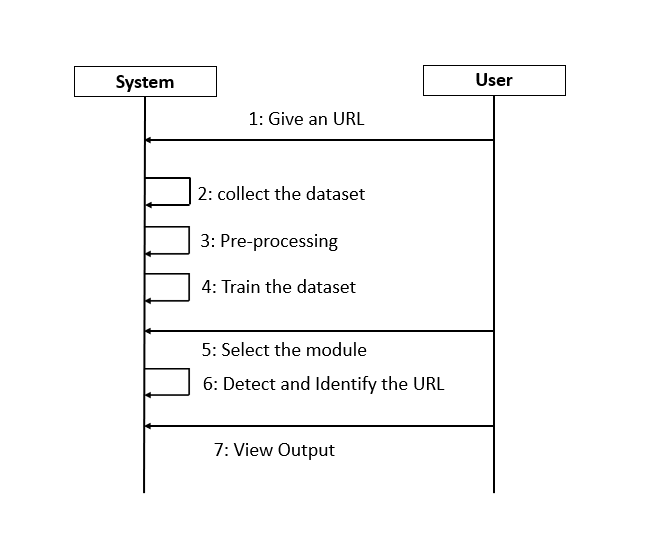 System
User
1: Give an URL
2: collect the dataset
3: Pre-processing
4: Train the dataset
5: Select the module
6: Detect and Identify the URL
7: View Output